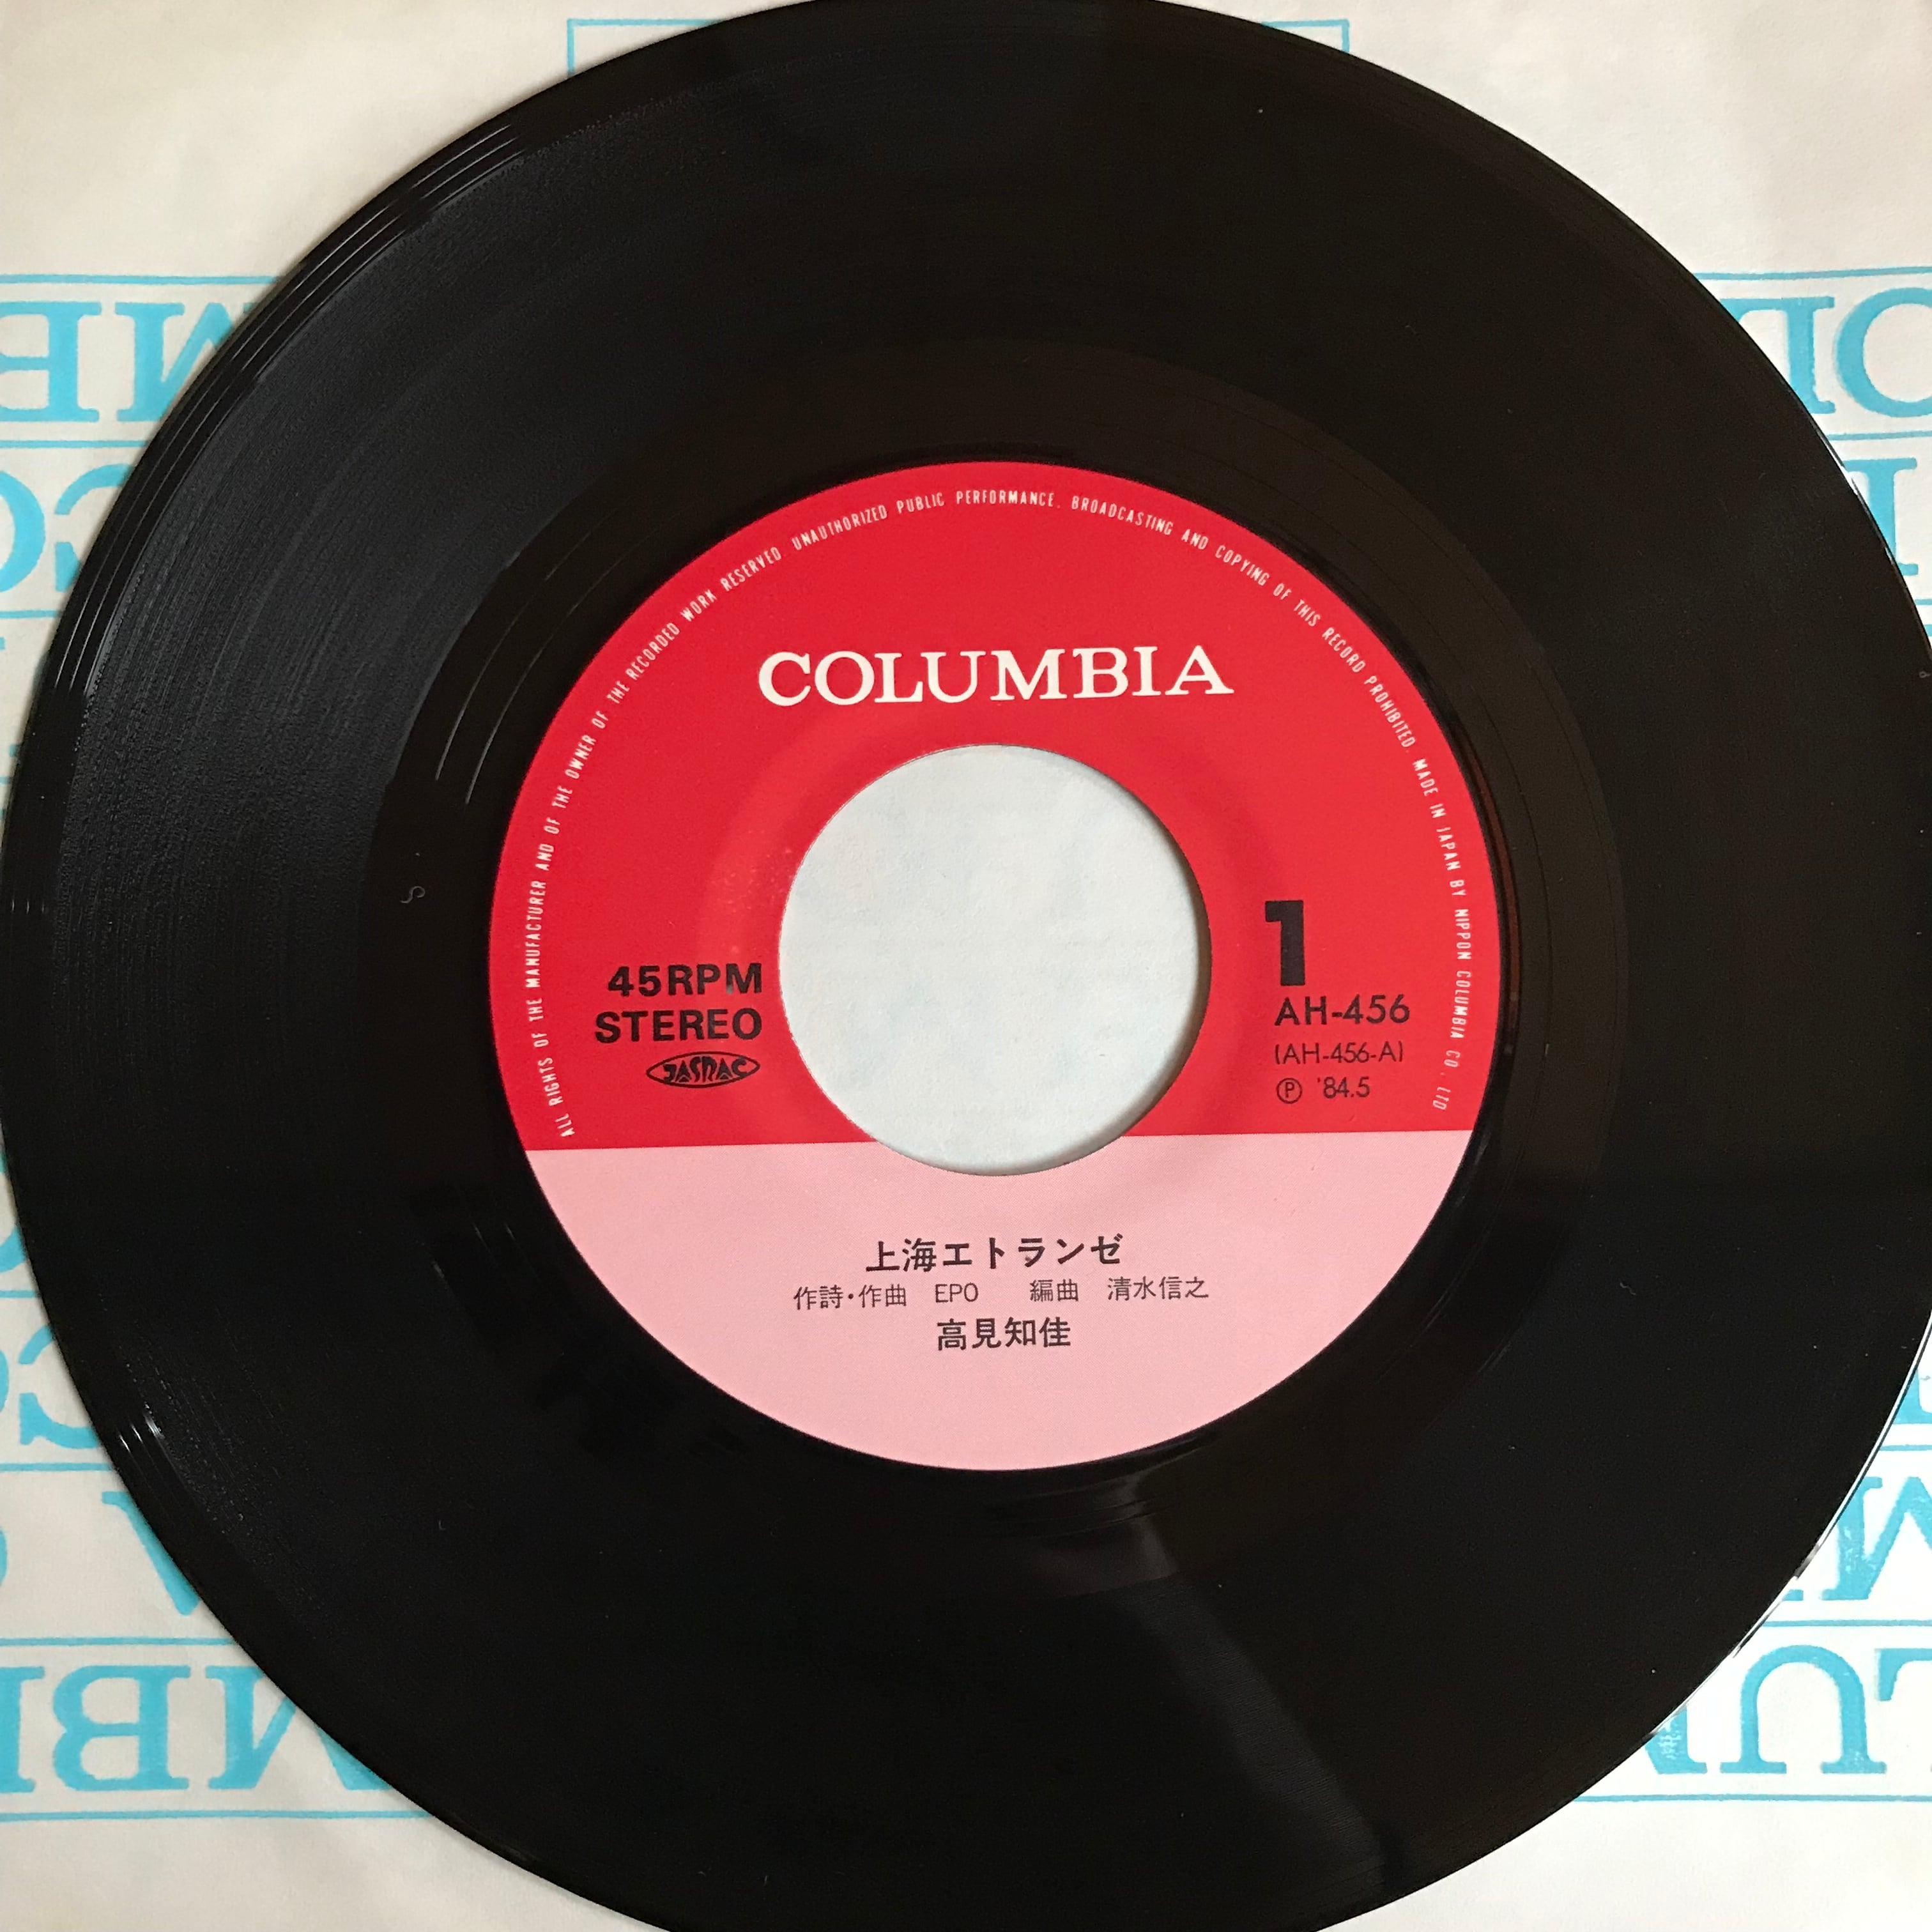 ALL RIGHTS OF THE MANUFACTURER AND OF THE OWNER OF THE RECORDED WORK RESERVED UNAUTHORIZED PUBLIC PERFORMANCE. BROADCASTING AND COPYING OF THIS RECORD PROHIBITED. MADE IN JAPAN BY NIPPON COLUMBIA CO., LTD
COLUMBIA
45RPM
STEREO
JASRAC
1
AH-456
(AH-456-A)
Ⓟ '84.5
上海エトランゼ
作詩・作曲 EPO 編曲 清水信之
高見知佳